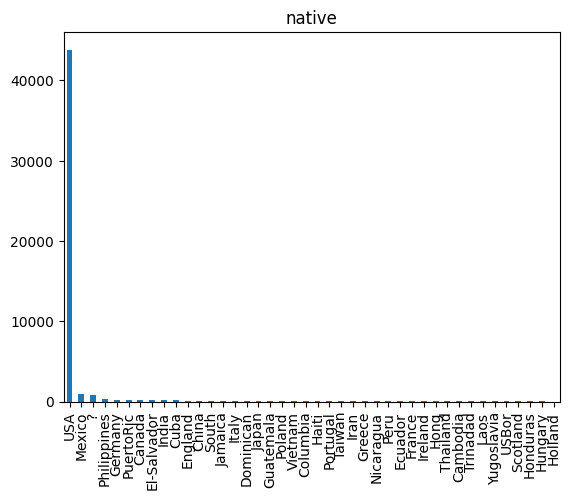 native
40000
30000
20000
10000
0
USA
Mexico
?
Philippines
Germany
PuertoRic
Canada
El-Salvador
India
Cuba
England
China
South
Jamaica
Italy
Dominican
Japan
Guatemala
Poland
Vietnam
Columbia
Haiti
Portugal
Taiwan
Iran
Greece
Nicaragua
Peru
Ecuador
France
Ireland
Hong
Thailand
Cambodia
Trinadad
Laos
Yugoslavia
USBor
Scotland
Honduras
Hungary
Holland